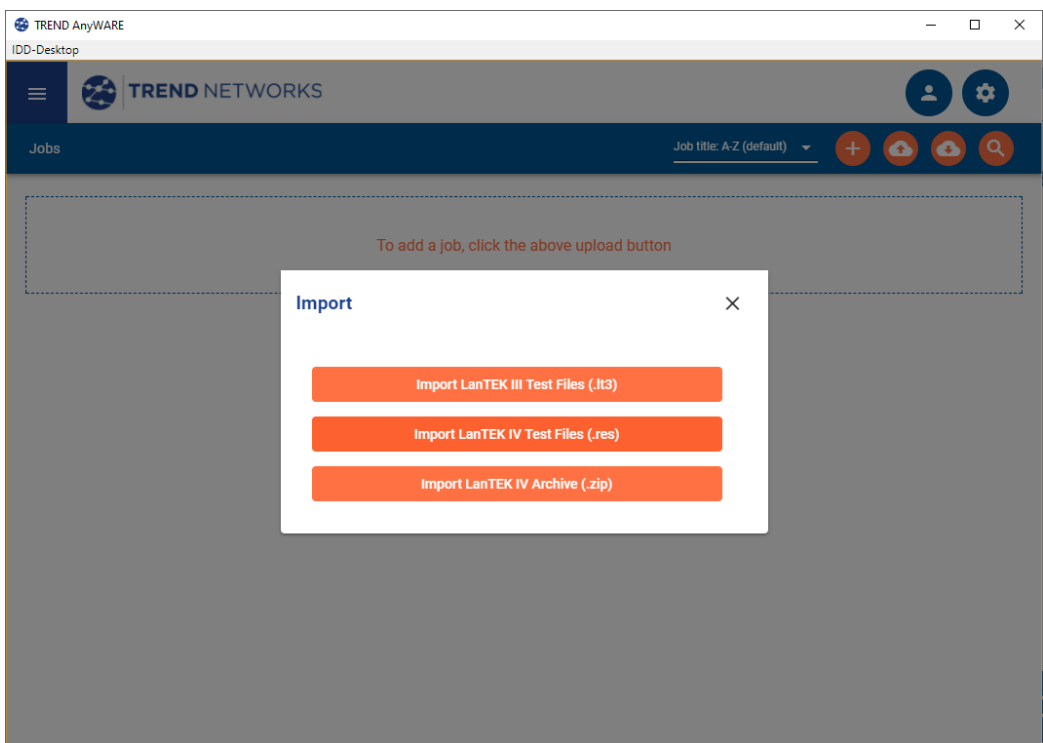 TREND AnyWARE
IDD-Desktop
TREND NETWORKS
Jobs
Job title: A-Z (default)
To add a job, click the above upload button
Import
Import LanTEK III Test Files (.lt3)
Import LanTEK IV Test Files (.res)
Import LanTEK IV Archive (.zip)